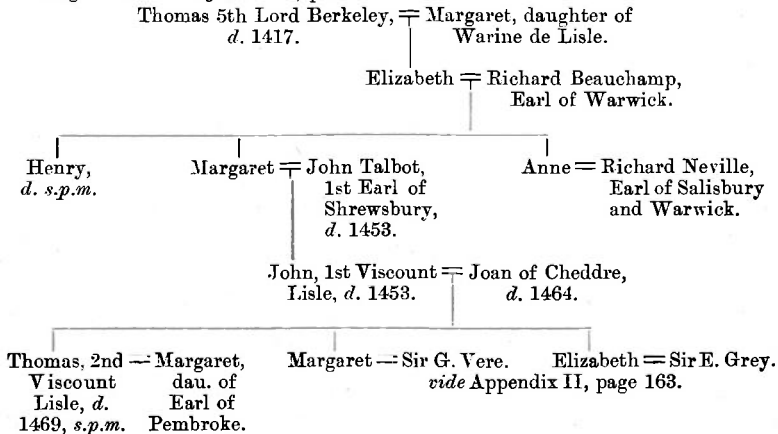 Thomas 5th Lord Berkeley, = Margaret, daughter of
d. 1417. Warine de Lisle.
Elizabeth = Richard Beauchamp,
Earl of Warwick.
Henry, Margaret = John Talbot, Anne = Richard Neville,
d. s.p.m. 1st Earl of Earl of Salisbury
Shrewsbury, and Warwick.
d. 1453.
John, 1st Viscount = Joan of Cheddre,
Lisle, d. 1453. d. 1464.
Thomas, 2nd = Margaret, Margaret = Sir G. Vere. Elizabeth = Sir E. Grey.
Viscount dau. of vide Appendix II, page 163.
Lisle, d. Earl of
1469, s.p.m. Pembroke.